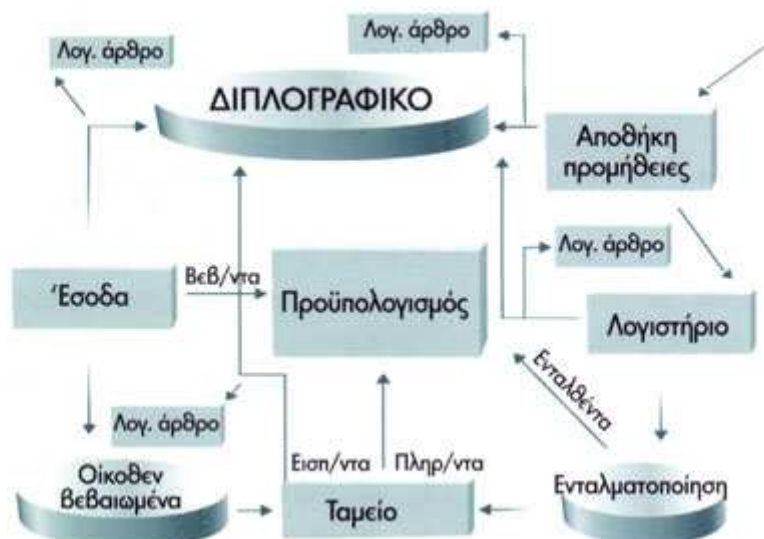 Λογ. άρθρο
Λογ. άρθρο
ΔΙΠΛΟΓΡΑΦΙΚΟ
Αποθήκη
προμήθειες
Λογ. άρθρο
Έσοδα
Βεβ/ντα
Προϋπολογισμός
Λογιστήριο
Ενταλθέντα
Λογ. άρθρο
Οίκοθεν
βεβαιωμένα
Εισπ/ντα
Πληρ/ντα
Ταμείο
Ενταλματοποίηση